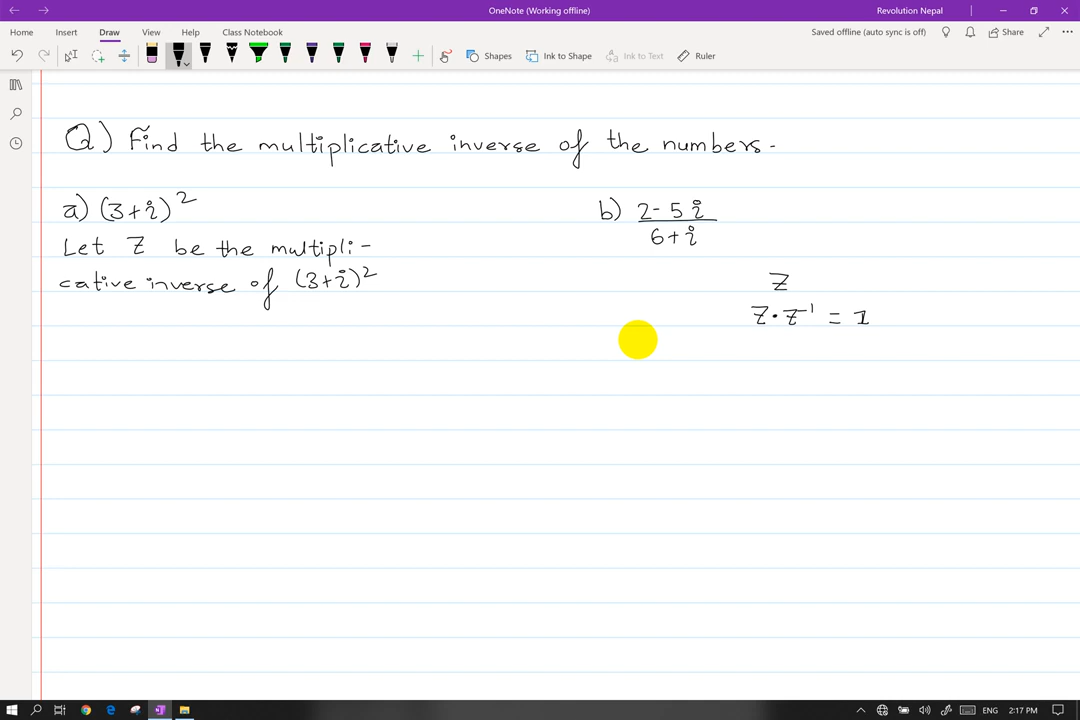 OneNote (Working offline)
Revolution Nepal
Home Insert Draw View Help Class Notebook
Saved offline (auto sync is off)
Share
Shapes Ink to Shape Ink to Text Ruler
Q) Find the multiplicative inverse of the numbers.
a) (3+i)²
Let Z be the multipli-
cative inverse of (3+i)²
b) 2-5i
6+i
Z
Z·Z⁻¹ = 1
ENG 2:17 PM